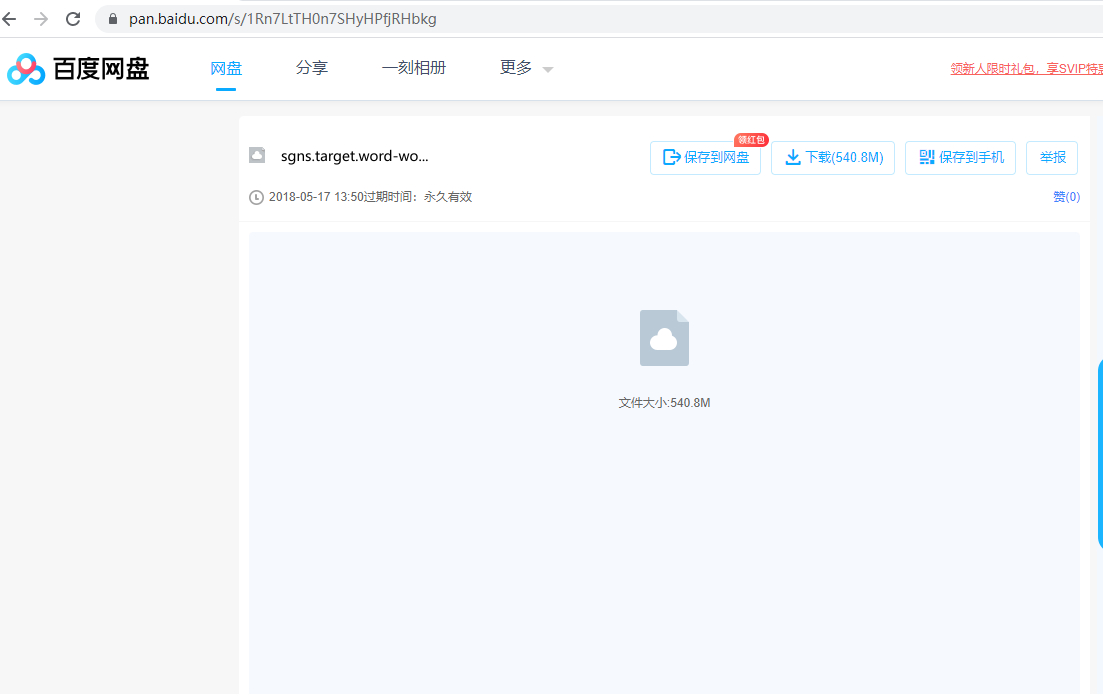 pan.baidu.com/s/1Rn7LtTH0n7SHyHPfjRHbkg
百度网盘
网盘 分享 一刻相册 更多
领新人限时礼包，享SVIP特惠
领红包
sgns.target.word-wo...
保存到网盘 下载(540.8M) 保存到手机 举报
2018-05-17 13:50过期时间：永久有效
赞(0)
文件大小:540.8M